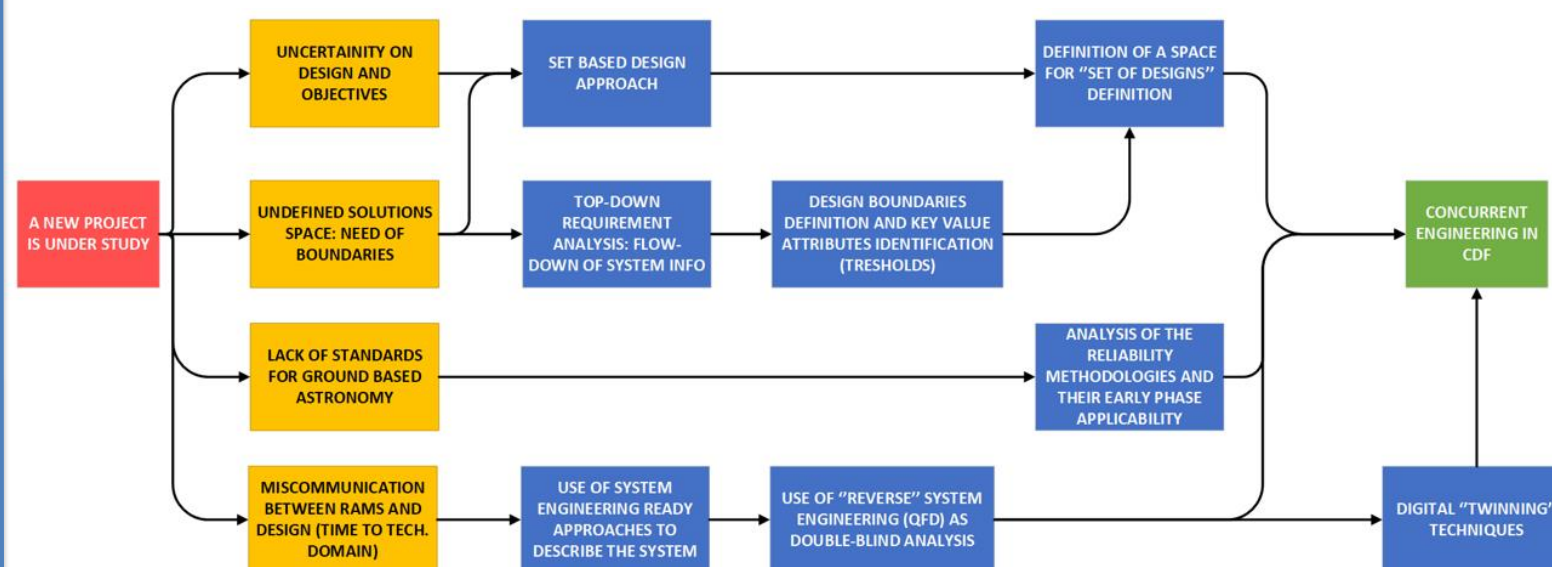 A NEW PROJECT
IS UNDER STUDY
UNCERTAINITY ON
DESIGN AND
OBJECTIVES
SET BASED DESIGN
APPROACH
DEFINITION OF A SPACE
FOR ‘’SET OF DESIGNS’’
DEFINITION
UNDEFINED SOLUTIONS
SPACE: NEED OF
BOUNDARIES
TOP-DOWN
REQUIREMENT
ANALYSIS: FLOW-
DOWN OF SYSTEM INFO
DESIGN BOUNDARIES
DEFINITION AND KEY VALUE
ATTRIBUTES IDENTIFICATION
(TRESHOLDS)
CONCURRENT
ENGINEERING IN
CDF
LACK OF STANDARDS
FOR GROUND BASED
ASTRONOMY
ANALYSIS OF THE
RELIABILITY
METHODOLOGIES AND
THEIR EARLY PHASE
APPLICABILITY
MISCOMMUNICATION
BETWEEN RAMS AND
DESIGN (TIME TO TECH.
DOMAIN)
USE OF SYSTEM
ENGINEERING READY
APPROACHES TO
DESCRIBE THE SYSTEM
USE OF ‘’REVERSE’’ SYSTEM
ENGINEERING (QFD) AS
DOUBLE-BLIND ANALYSIS
DIGITAL ‘’TWINNING’’
TECHNIQUES